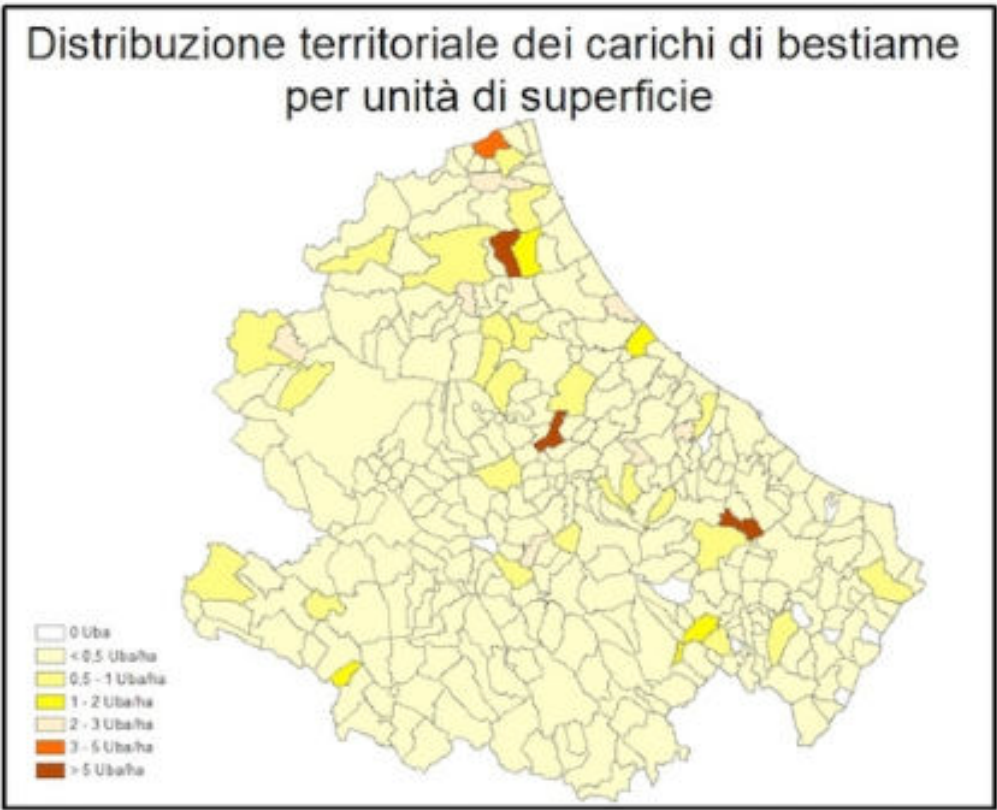 Distribuzione territoriale dei carichi di bestiame
per unità di superficie
0 Uba
< 0,5 Uba/ha
0,5 - 1 Uba/ha
1 - 2 Uba/ha
2 - 3 Uba/ha
3 - 5 Uba/ha
> 5 Uba/ha